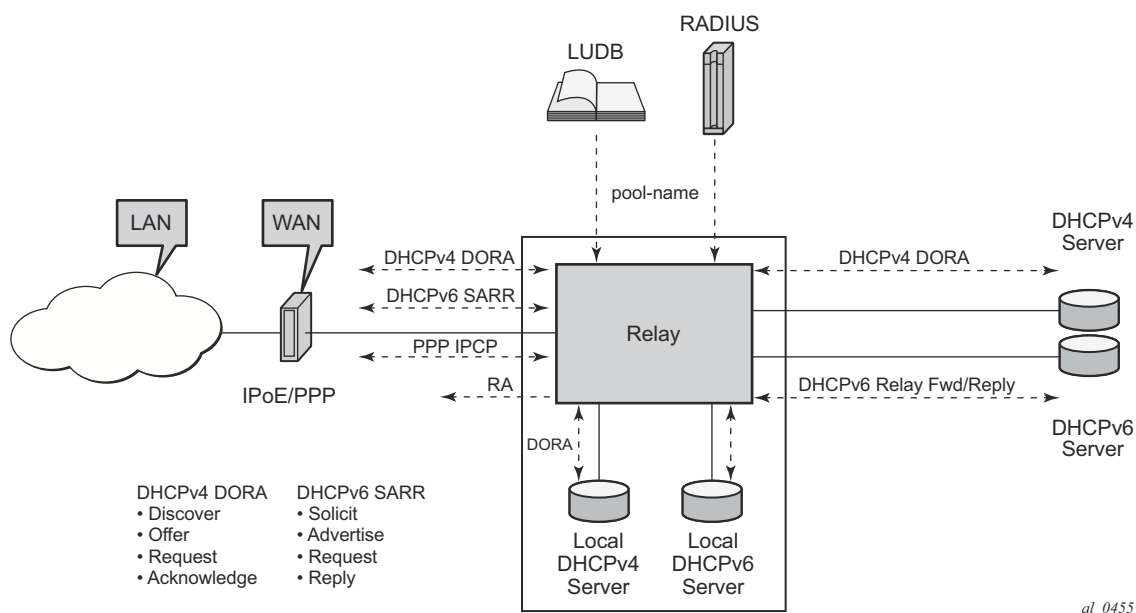 RADIUS
LUDB
pool-name
LAN
WAN
DHCPv4
Server
DHCPv4 DORA
DHCPv4 DORA
DHCPv6 SARR
Relay
PPP IPCP
IPoE/PPP
RA
DHCPv6 Relay Fwd/Reply
DHCPv6
Server
DORA
DHCPv4 DORA
• Discover
• Offer
• Request
• Acknowledge
DHCPv6 SARR
• Solicit
• Advertise
• Request
• Reply
Local
DHCPv4
Server
Local
DHCPv6
Server
al_0455